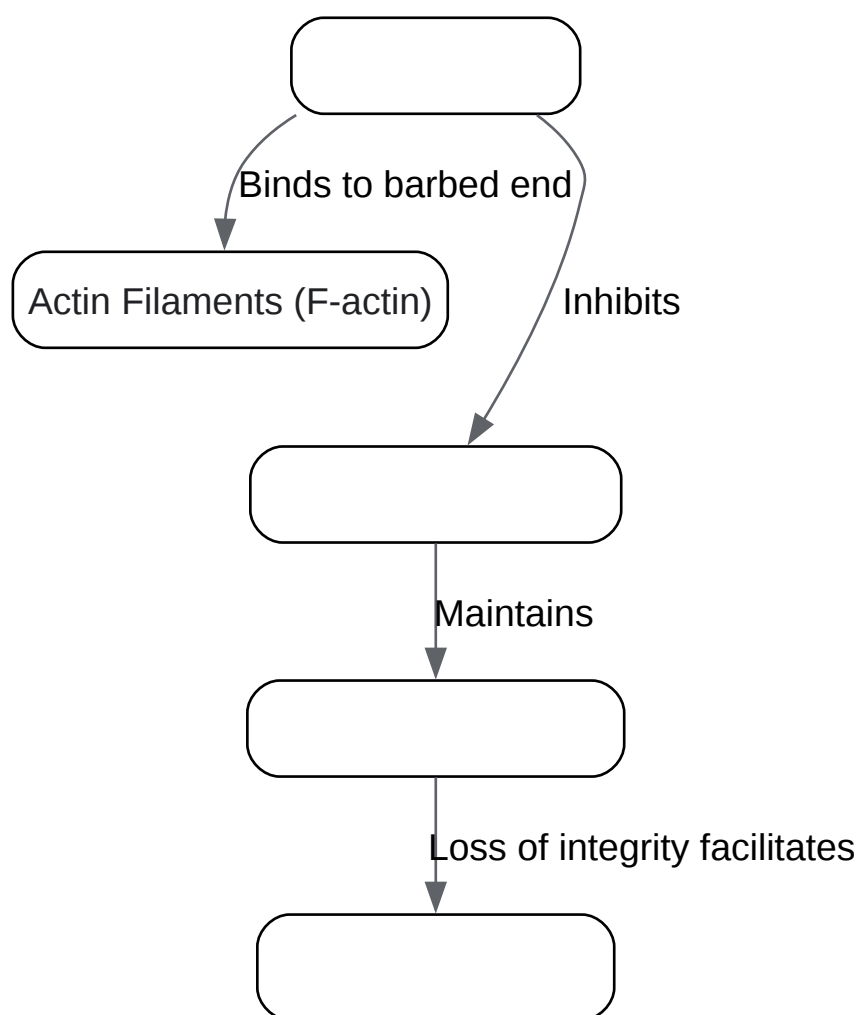 Binds to barbed end
Actin Filaments (F-actin)
Inhibits
Maintains
Loss of integrity facilitates